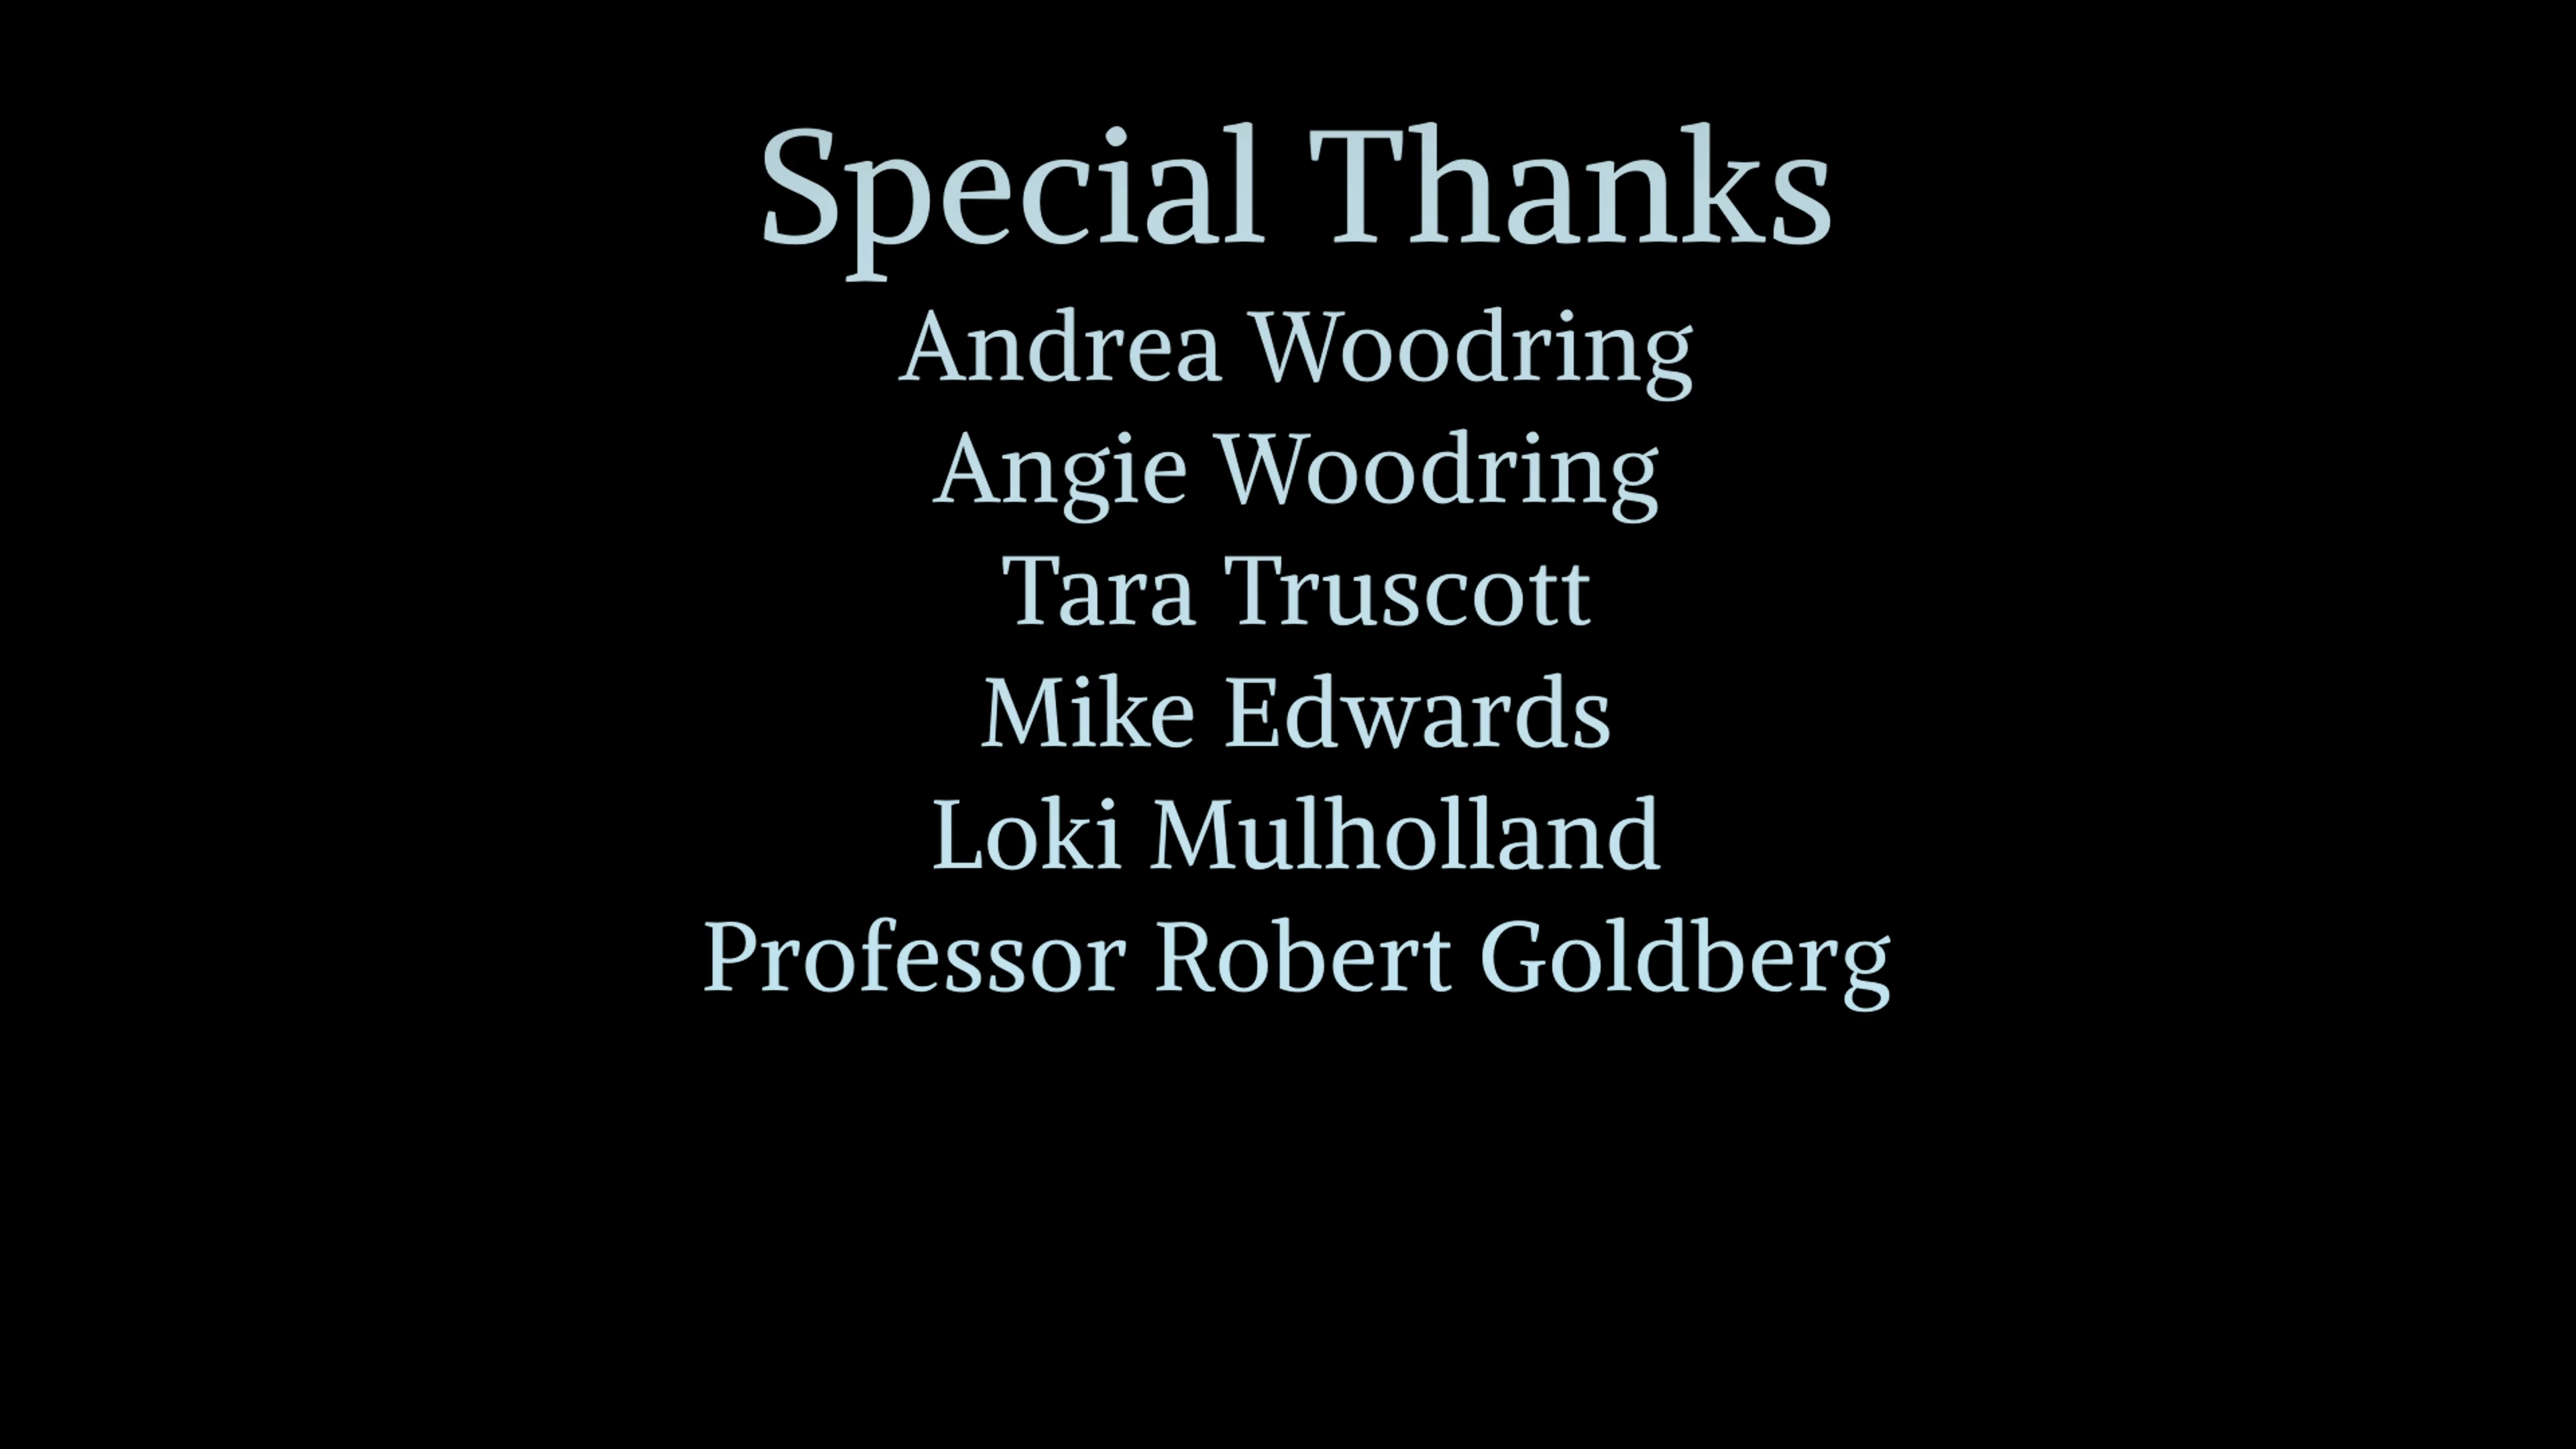 Special Thanks
Andrea Woodring
Angie Woodring
Tara Truscott
Mike Edwards
Loki Mulholland
Professor Robert Goldberg